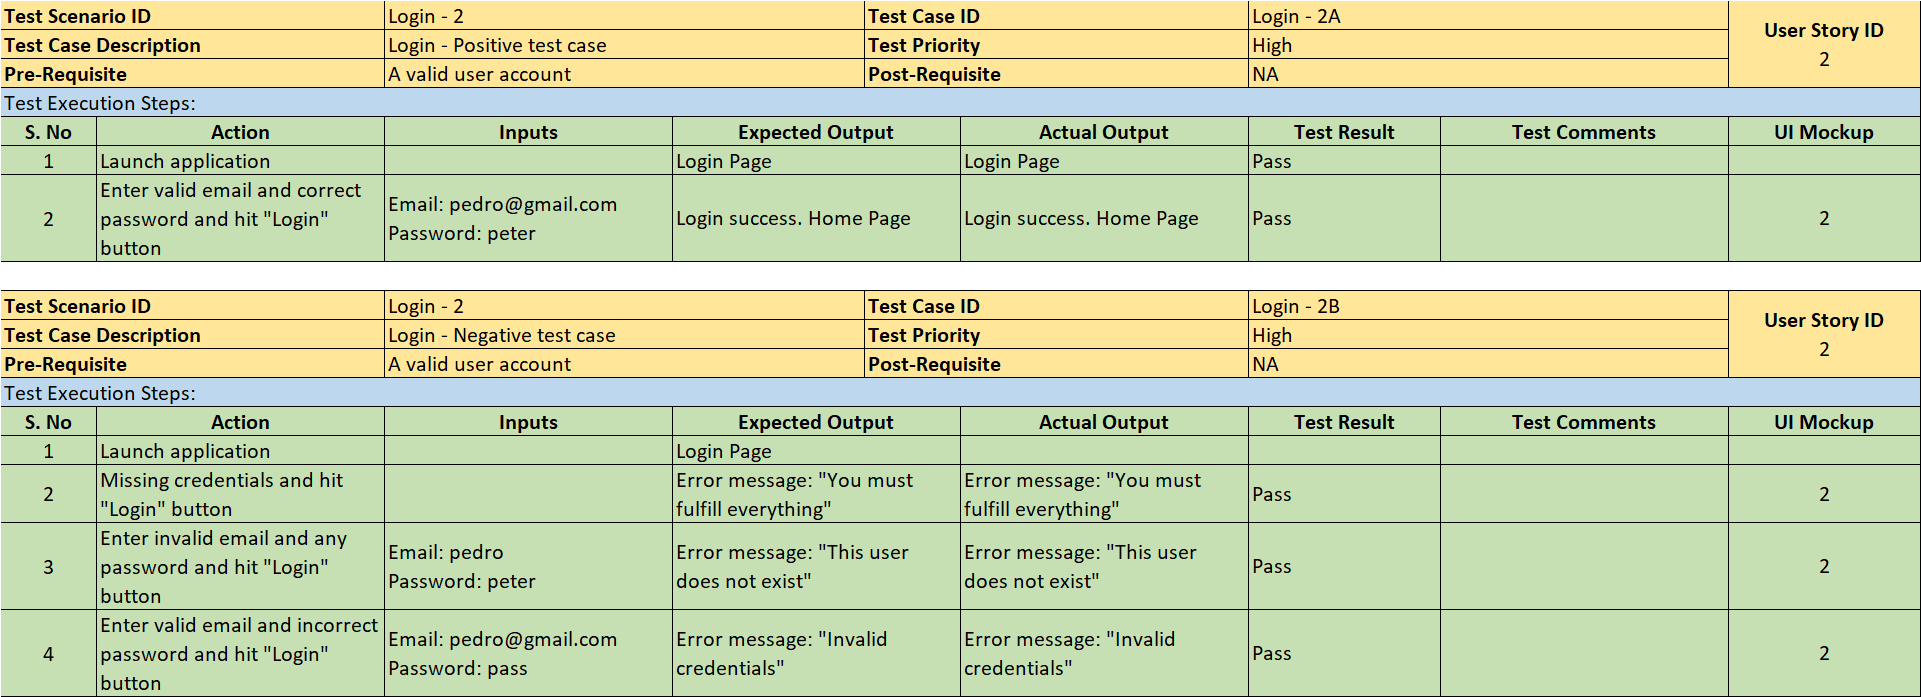 Test Scenario ID Login - 2 Test Case ID Login - 2A User Story ID
Test Case Description Login - Positive test case Test Priority High 2
Pre-Requisite A valid user account Post-Requisite NA
Test Execution Steps:
S. No Action Inputs Expected Output Actual Output Test Result Test Comments UI Mockup
1 Launch application Login Page Login Page Pass
2
Enter valid email and correct
password and hit "Login"
button
Email: pedro@gmail.com
Password: peter
Login success. Home Page
Login success. Home Page
Pass
2
Test Scenario ID Login - 2 Test Case ID Login - 2B User Story ID
Test Case Description Login - Negative test case Test Priority High 2
Pre-Requisite A valid user account Post-Requisite NA
Test Execution Steps:
S. No Action Inputs Expected Output Actual Output Test Result Test Comments UI Mockup
1 Launch application Login Page
2
Missing credentials and hit
"Login" button
Error message: "You must
fulfill everything"
Error message: "You must
fulfill everything"
Pass
2
3
Enter invalid email and any
password and hit "Login"
button
Email: pedro
Password: peter
Error message: "This user
does not exist"
Error message: "This user
does not exist"
Pass
2
4
Enter valid email and incorrect
password and hit "Login"
button
Email: pedro@gmail.com
Password: pass
Error message: "Invalid
credentials"
Error message: "Invalid
credentials"
Pass
2